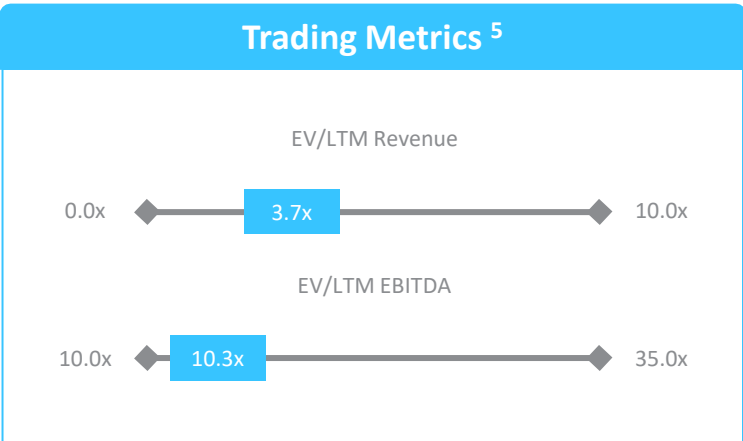 Trading Metrics 5
EV/LTM Revenue
0.0x 3.7x 10.0x
EV/LTM EBITDA
10.0x 10.3x 35.0x